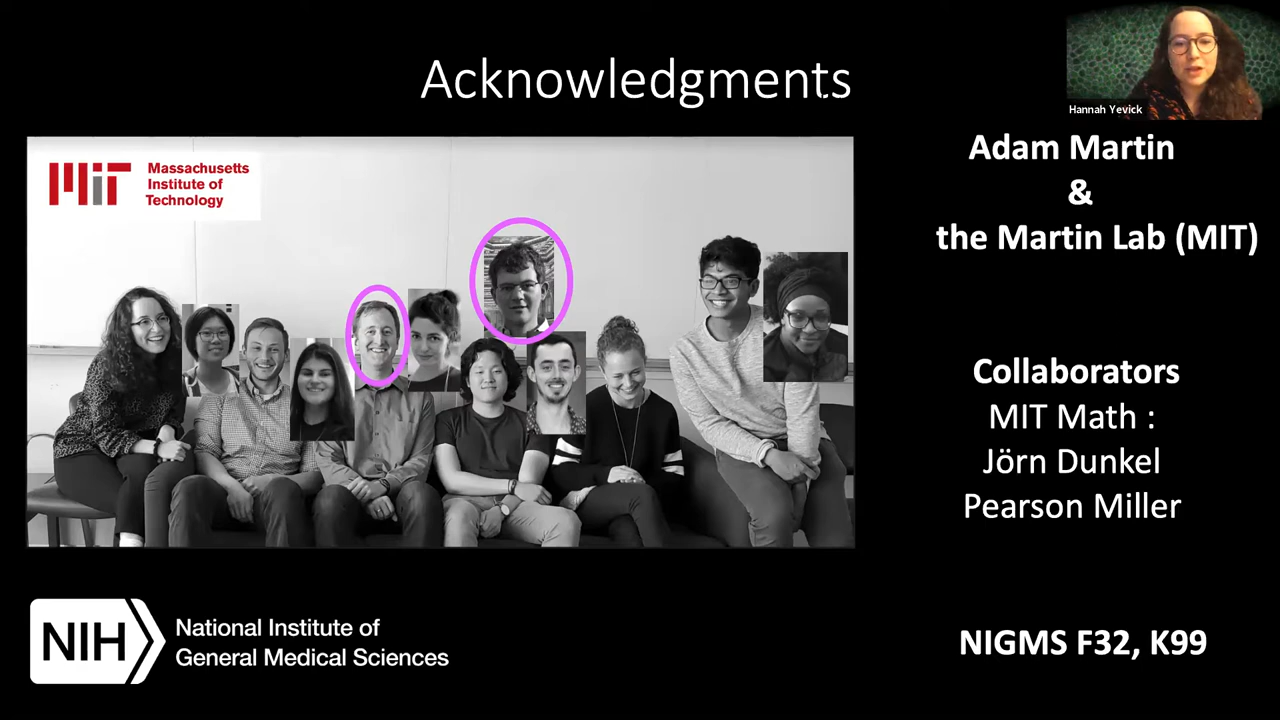 Acknowledgments
Hannah Yevick
Massachusetts
Institute of
Technology
Adam Martin
&
the Martin Lab (MIT)
Collaborators
MIT Math :
Jörn Dunkel
Pearson Miller
NIH
National Institute of
General Medical Sciences
NIGMS F32, K99